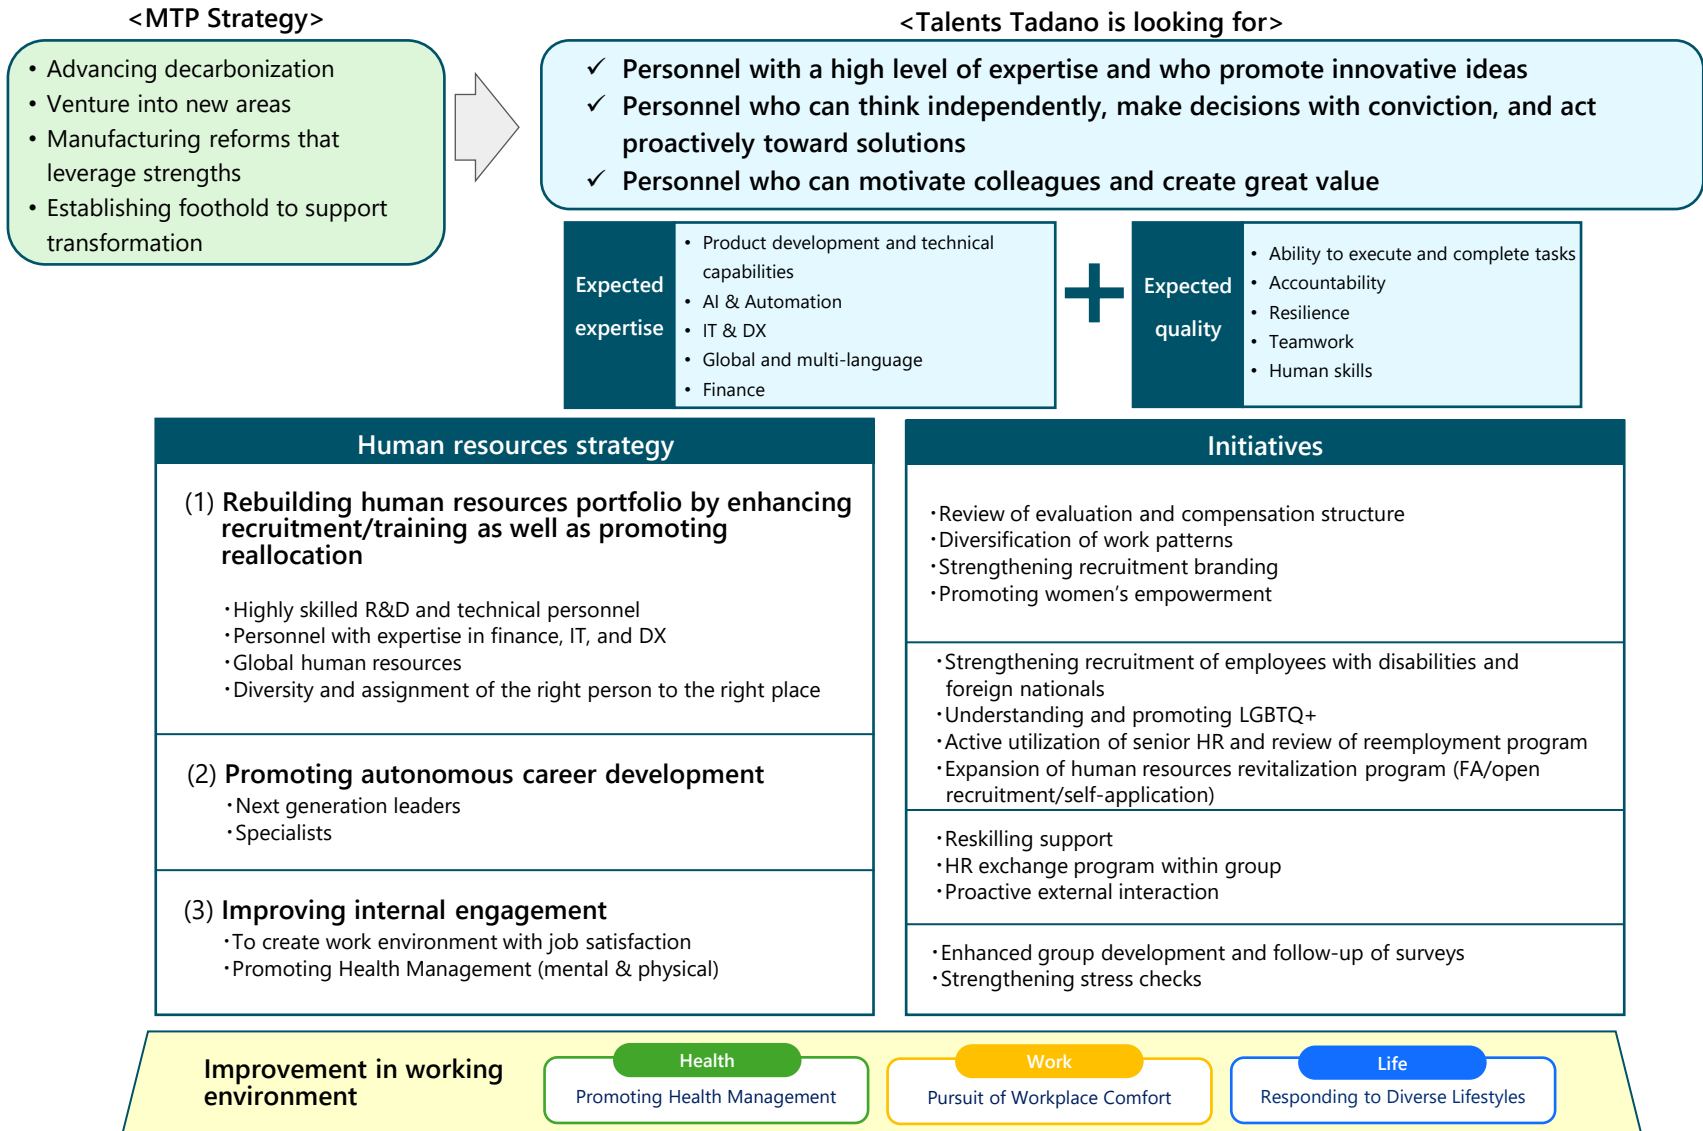 <MTP Strategy>
• Advancing decarbonization
• Venture into new areas
• Manufacturing reforms that
leverage strengths
• Establishing foothold to support
transformation
<Talents Tadano is looking for>
✓ Personnel with a high level of expertise and who promote innovative ideas
✓ Personnel who can think independently, make decisions with conviction, and act
proactively toward solutions
✓ Personnel who can motivate colleagues and create great value
Expected
expertise
• Product development and technical
capabilities
• AI & Automation
• IT & DX
• Global and multi-language
• Finance
+
Expected
quality
• Ability to execute and complete tasks
• Accountability
• Resilience
• Teamwork
• Human skills
Human resources strategy
(1) Rebuilding human resources portfolio by enhancing
recruitment/training as well as promoting
reallocation
・Highly skilled R&D and technical personnel
・Personnel with expertise in finance, IT, and DX
・Global human resources
・Diversity and assignment of the right person to the right place
(2) Promoting autonomous career development
・Next generation leaders
・Specialists
(3) Improving internal engagement
・To create work environment with job satisfaction
・Promoting Health Management (mental & physical)
Initiatives
・Review of evaluation and compensation structure
・Diversification of work patterns
・Strengthening recruitment branding
・Promoting women’s empowerment
・Strengthening recruitment of employees with disabilities and
foreign nationals
・Understanding and promoting LGBTQ+
・Active utilization of senior HR and review of reemployment program
・Expansion of human resources revitalization program (FA/open
recruitment/self-application)
・Reskilling support
・HR exchange program within group
・Proactive external interaction
・Enhanced group development and follow-up of surveys
・Strengthening stress checks
Improvement in working
environment
Health
Promoting Health Management
Work
Pursuit of Workplace Comfort
Life
Responding to Diverse Lifestyles